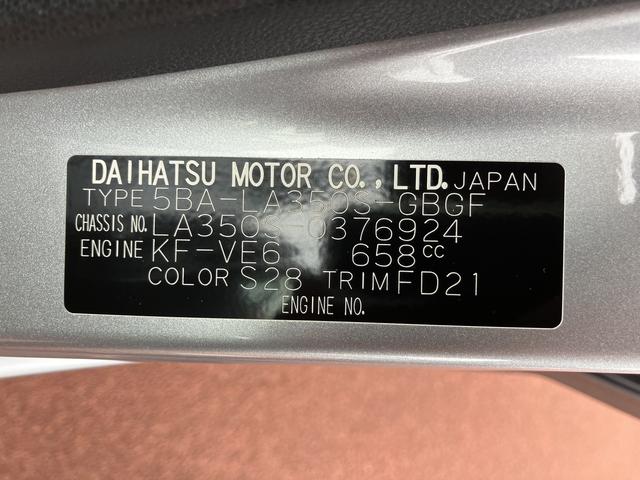 DAIHATSU MOTOR CO., LTD. JAPAN
TYPE 5BA-LA350S-GBGF
CHASSIS NO. LA350S-0376924
ENGINE KF-VE6 658cc
COLOR S28 TRIM FD21
ENGINE NO.